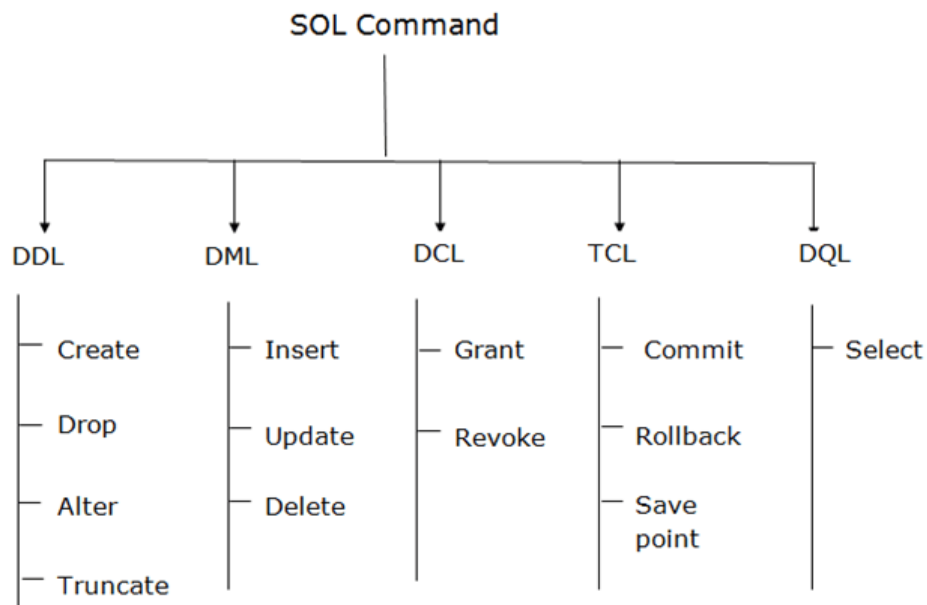 SOL Command
DDL
DML
DCL
TCL
DQL
Create
Drop
Alter
Truncate
Insert
Update
Delete
Grant
Revoke
Commit
Rollback
Save
point
Select